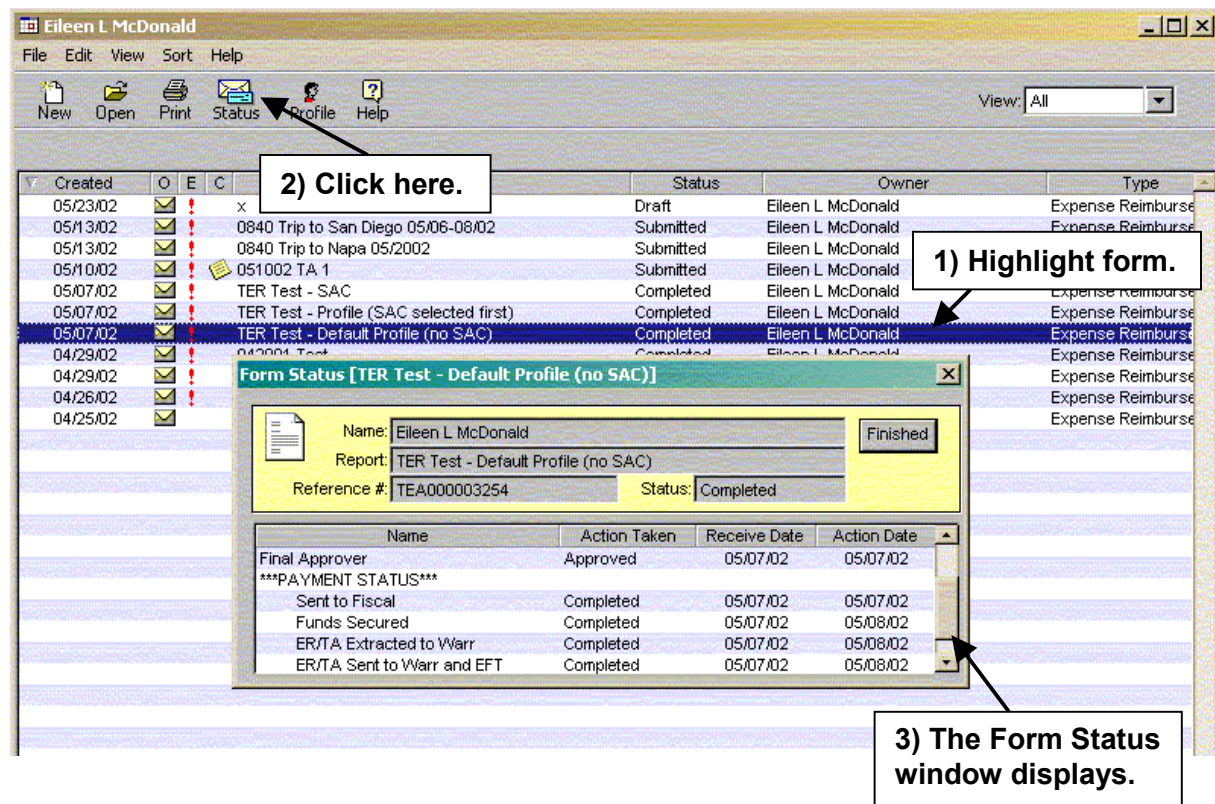 Eileen L McDonald
File Edit View Sort Help
New Open Print Status Profile Help View: All
2) Click here.
Created O E C Status Owner Type
05/23/02 x Draft Eileen L McDonald Expense Reimburse
05/13/02 0840 Trip to San Diego 05/06-08/02 Submitted Eileen L McDonald Expense Reimburse
05/13/02 0840 Trip to Napa 05/2002 Submitted Eileen L McDonald
1) Highlight form.
05/10/02 051002 TA 1 Submitted Eileen L McDonald
05/07/02 TER Test - SAC Completed Eileen L McDonald Expense Reimburse
05/07/02 TER Test - Profile (SAC selected first) Completed Eileen L McDonald Expense Reimburse
05/07/02 TER Test - Default Profile (no SAC) Completed Eileen L McDonald Expense Reimburse
04/29/02 042001 Test Completed Eileen L McDonald Expense Reimburse
04/29/02 Expense Reimburse
04/26/02 Expense Reimburse
04/25/02 Expense Reimburse
Form Status [TER Test - Default Profile (no SAC)]
Name: Eileen L McDonald Finished
Report: TER Test - Default Profile (no SAC)
Reference #: TEA000003254 Status: Completed
Name Action Taken Receive Date Action Date
Final Approver Approved 05/07/02 05/07/02
***PAYMENT STATUS***
Sent to Fiscal Completed 05/07/02 05/07/02
Funds Secured Completed 05/07/02 05/08/02
ER/TA Extracted to Warr Completed 05/07/02 05/08/02
ER/TA Sent to Warr and EFT Completed 05/07/02 05/08/02
3) The Form Status
window displays.